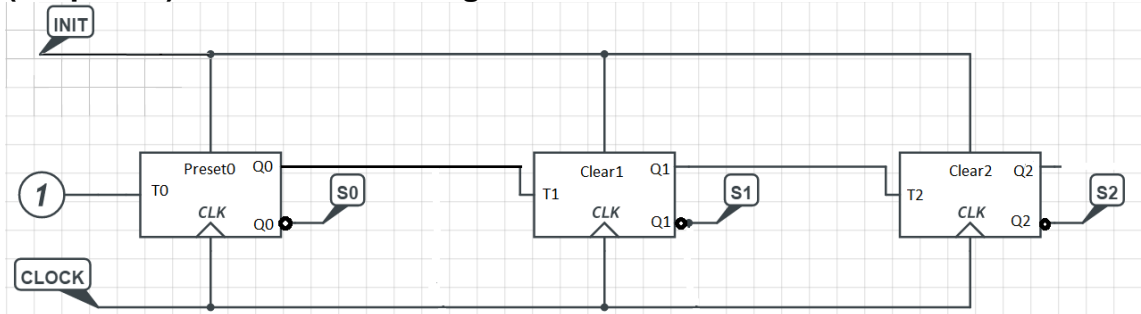 INIT
Preset0 Q0
Clear1 Q1
Clear2 Q2
1
T0
S0
T1
S1
T2
S2
CLK
Q0
CLK
Q1
CLK
Q2
CLOCK